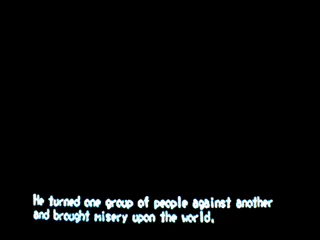 He turned one group of people against another
and brought misery upon the world.